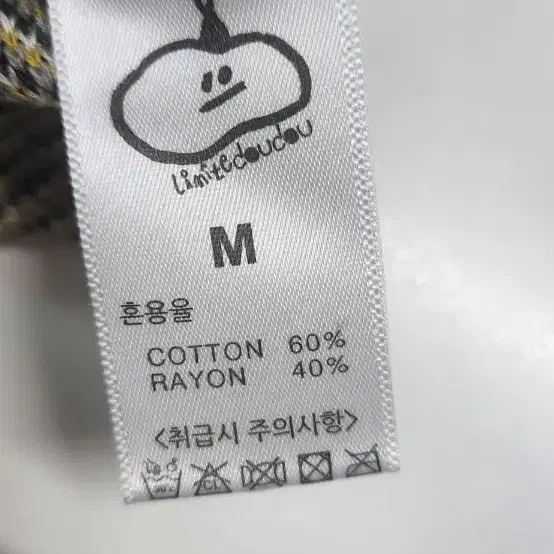 limitedoudou
M
혼용율
COTTON 60%
RAYON 40%
<취급시 주의사항>